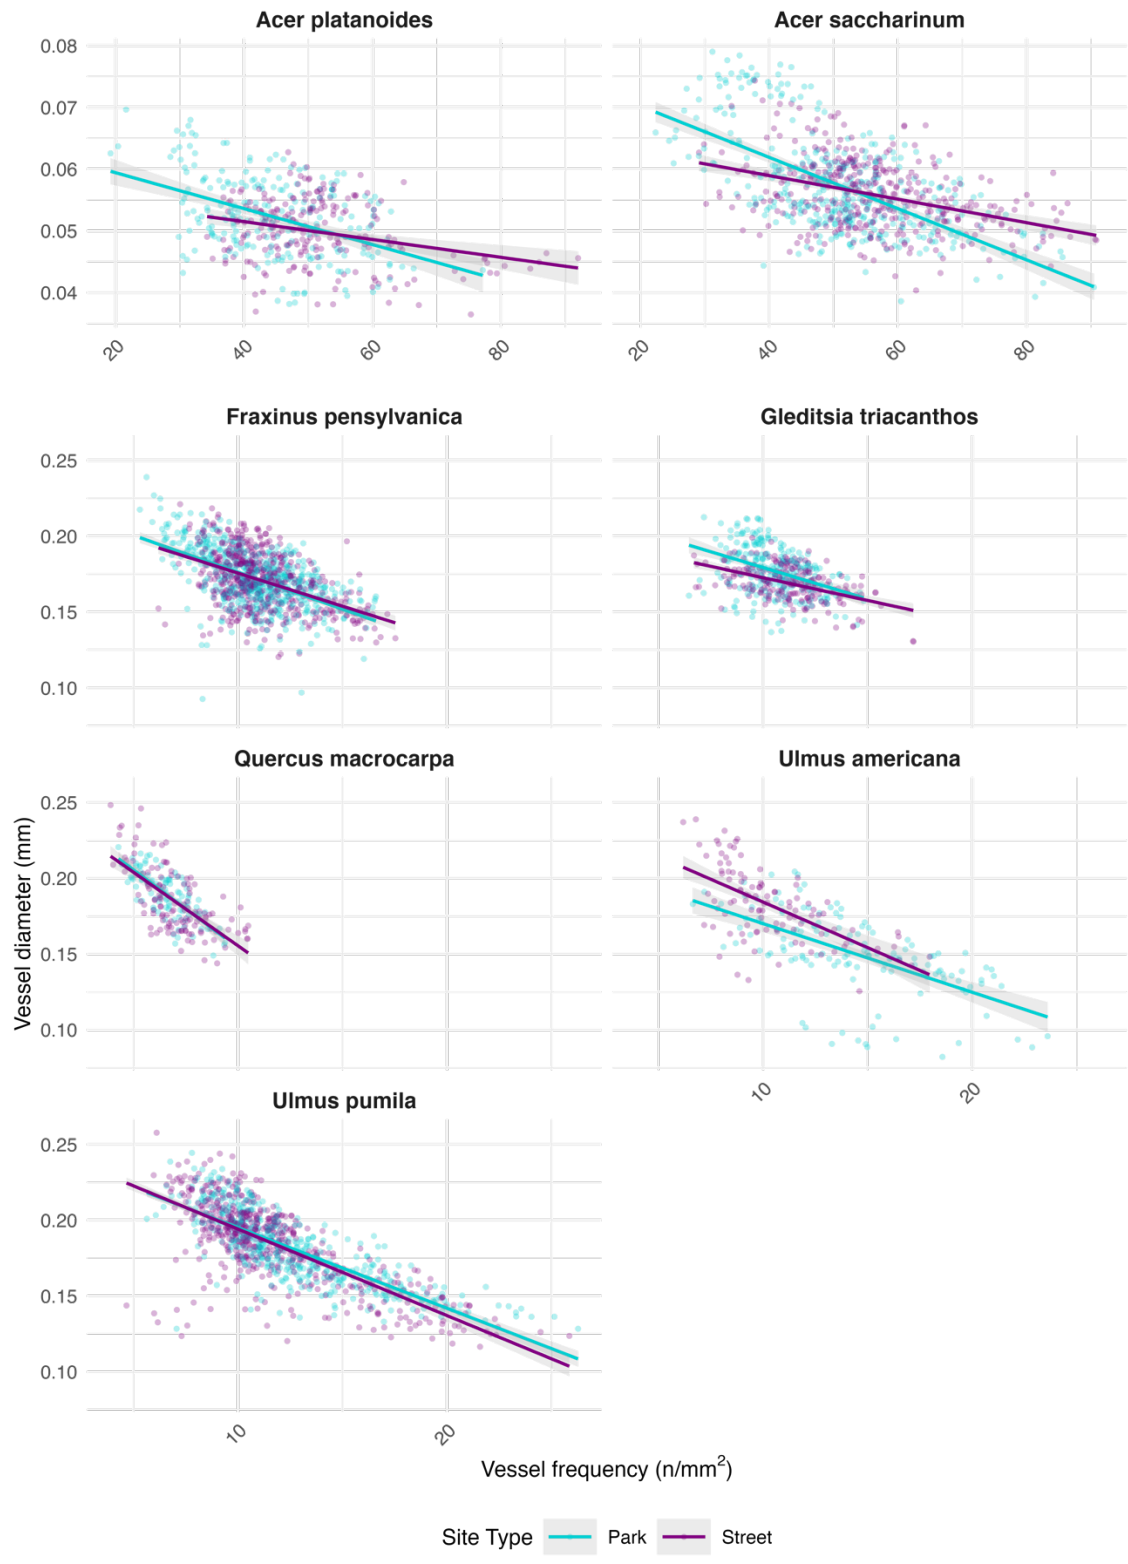 Acer platanoides
Acer saccharinum
0.08
0.07
0.06
0.05
0.04
20
40
60
80
20
40
60
80
Fraxinus pensylvanica
Gleditsia triacanthos
0.25
0.20
0.15
0.10
Quercus macrocarpa
Ulmus americana
0.25
0.20
0.15
0.10
10
20
Vessel diameter (mm)
Ulmus pumila
0.25
0.20
0.15
0.10
10
20
Vessel frequency (n/mm²)
Site Type Park Street